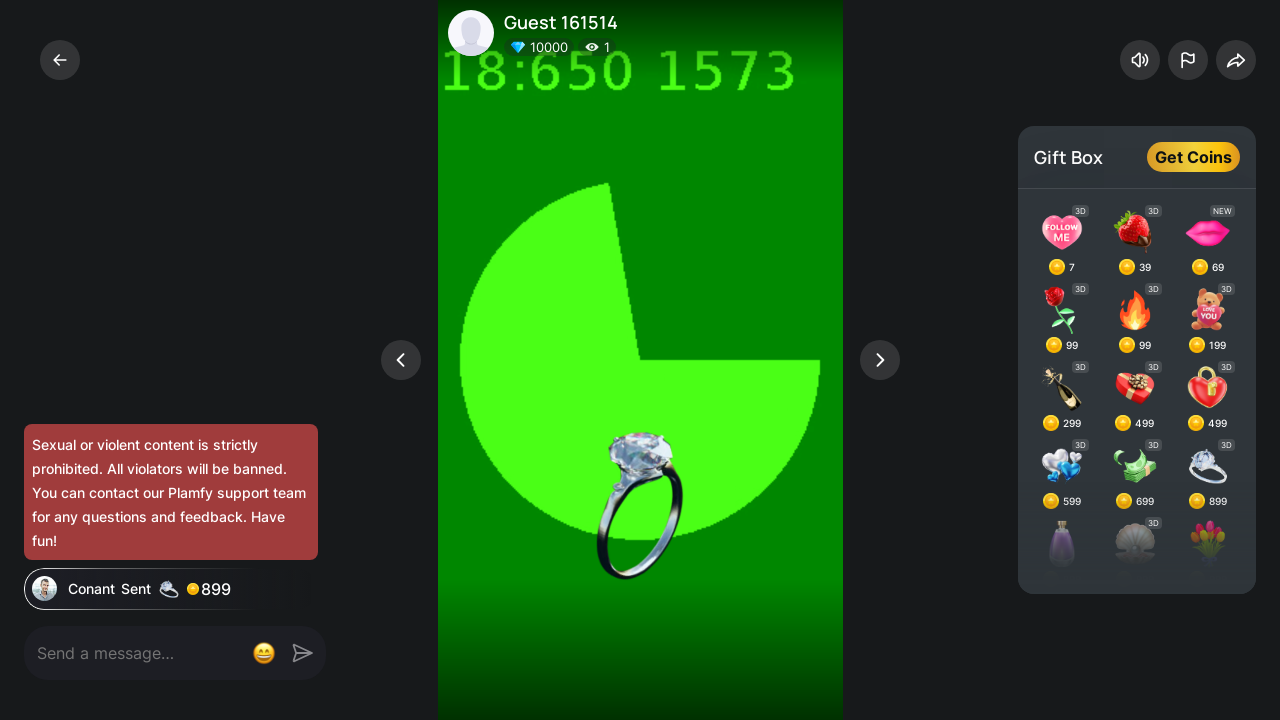 Guest 161514
10000 1
18:650 1573
Gift Box
Get Coins
3D 3D NEW
FOLLOW
ME
7 39 69
3D 3D 3D
LOVE
YOU
99 99 199
3D 3D 3D
299 499 499
3D 3D 3D
599 699 899
3D
Sexual or violent content is strictly
prohibited. All violators will be banned.
You can contact our Plamfy support team
for any questions and feedback. Have
fun!
Conant Sent 899
Send a message...